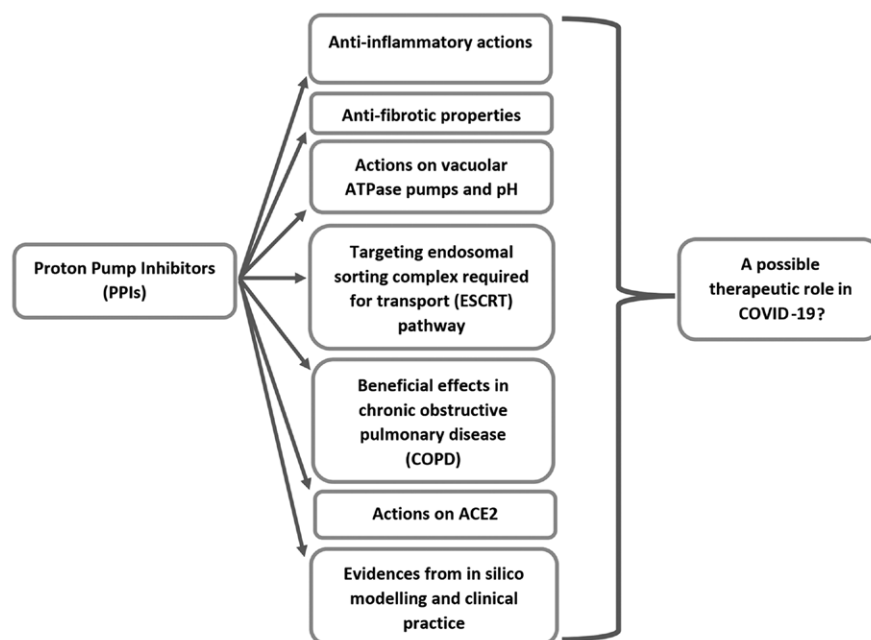 Proton Pump Inhibitors
(PPIs)
Anti-inflammatory actions
Anti-fibrotic properties
Actions on vacuolar
ATPase pumps and pH
Targeting endosomal
sorting complex required
for transport (ESCRT)
pathway
Beneficial effects in
chronic obstructive
pulmonary disease
(COPD)
Actions on ACE2
Evidences from in silico
modelling and clinical
practice
A possible
therapeutic role in
COVID-19?